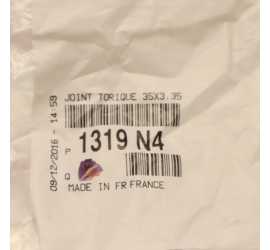 JOINT TORIQUE 35X3.35
P 1319 N4
Q
MADE IN FR FRANCE
09/12/2016 - 14:59